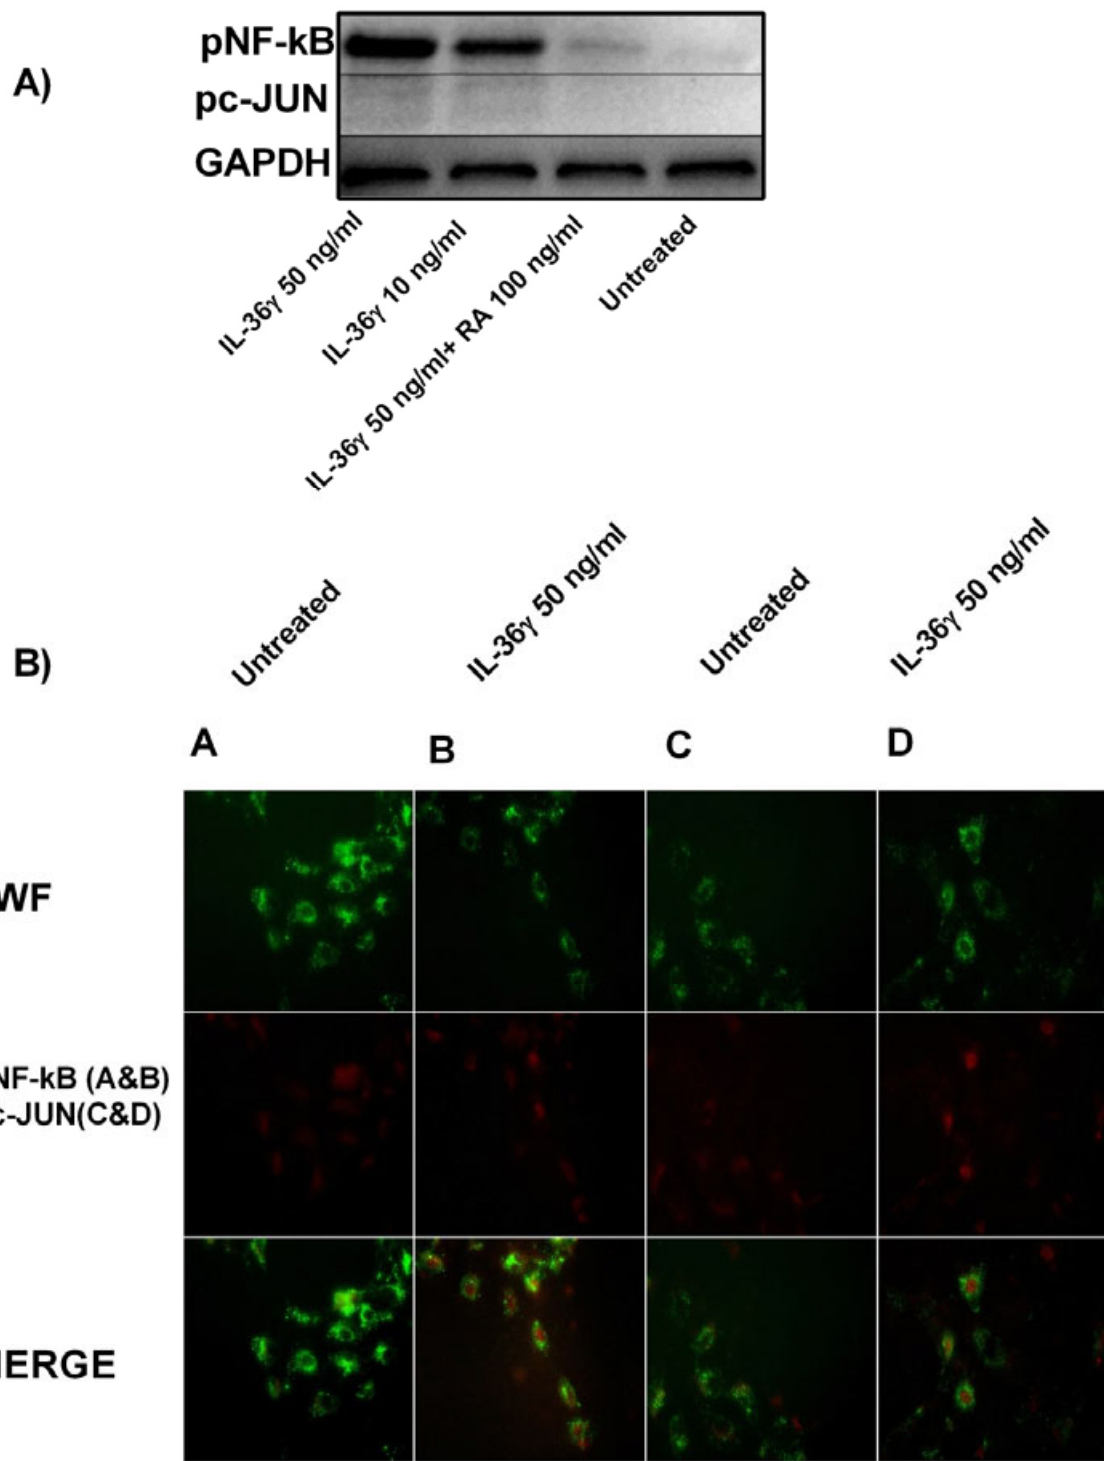 A)
pNF-kB
pc-JUN
GAPDH
IL-36γ 50 ng/ml
IL-36γ 10 ng/ml
IL-36γ 50 ng/ml+ RA 100 ng/ml
Untreated
B)
Untreated
IL-36γ 50 ng/ml
Untreated
IL-36γ 50 ng/ml
A
B
C
D
WF
NF-kB (A&B)
c-JUN(C&D)
IERGE